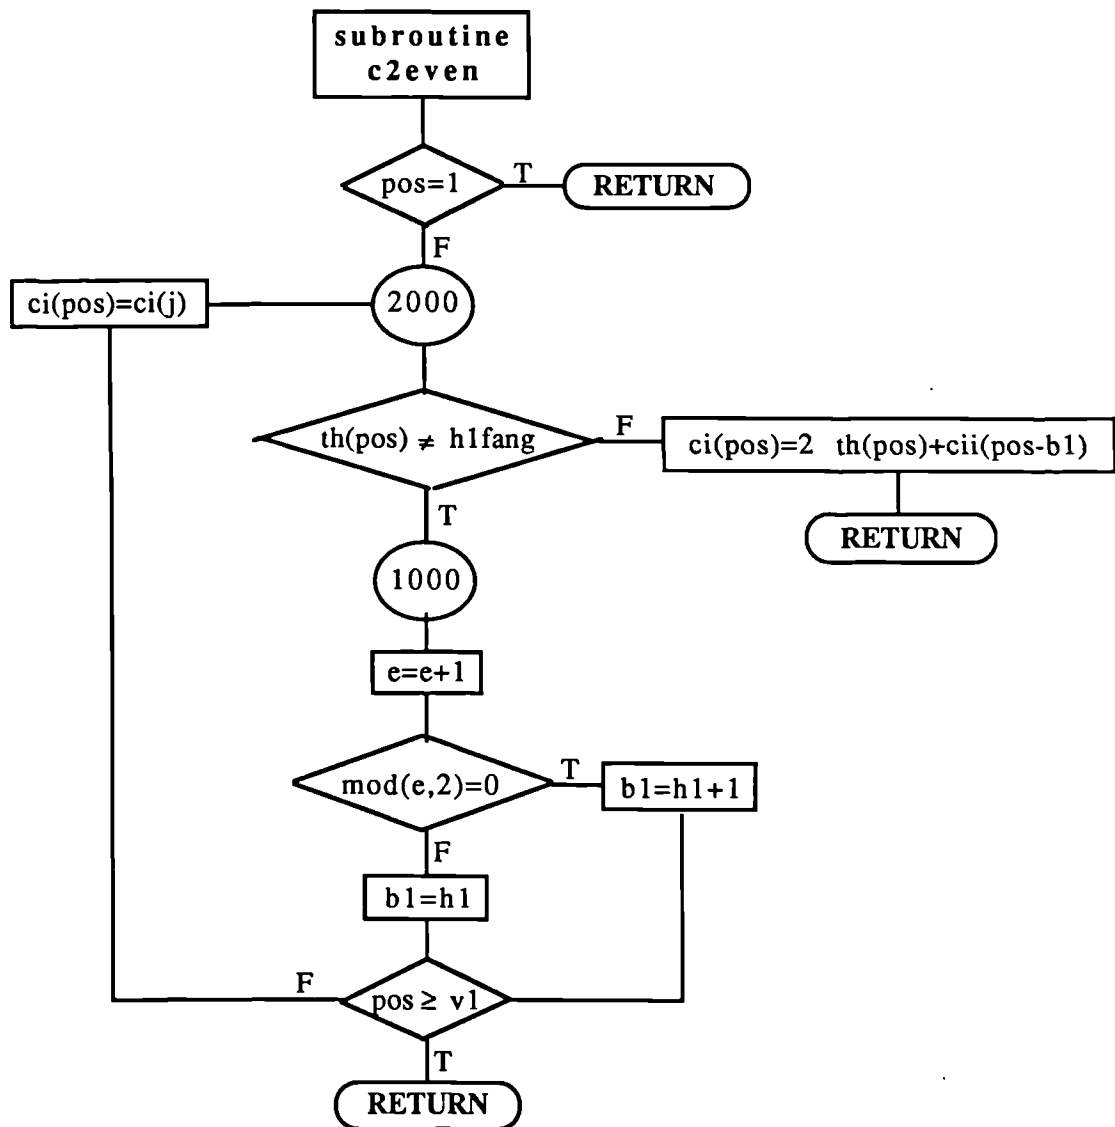 subroutine
c2even
pos=1
T
RETURN
F
ci(pos)=ci(j)
2000
th(pos) ≠ h1fang
F
ci(pos)=2 th(pos)+cii(pos-b1)
T
RETURN
1000
e=e+1
mod(e,2)=0
T
b1=h1+1
F
b1=h1
F
pos ≥ v1
T
RETURN